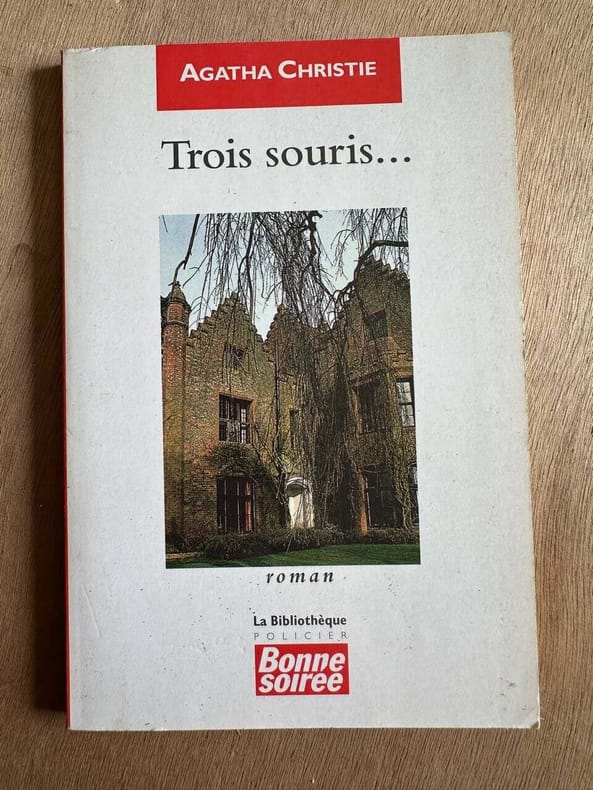 AGATHA CHRISTIE
Trois souris...
roman
La Bibliothèque
POLICIER
Bonne
soirée